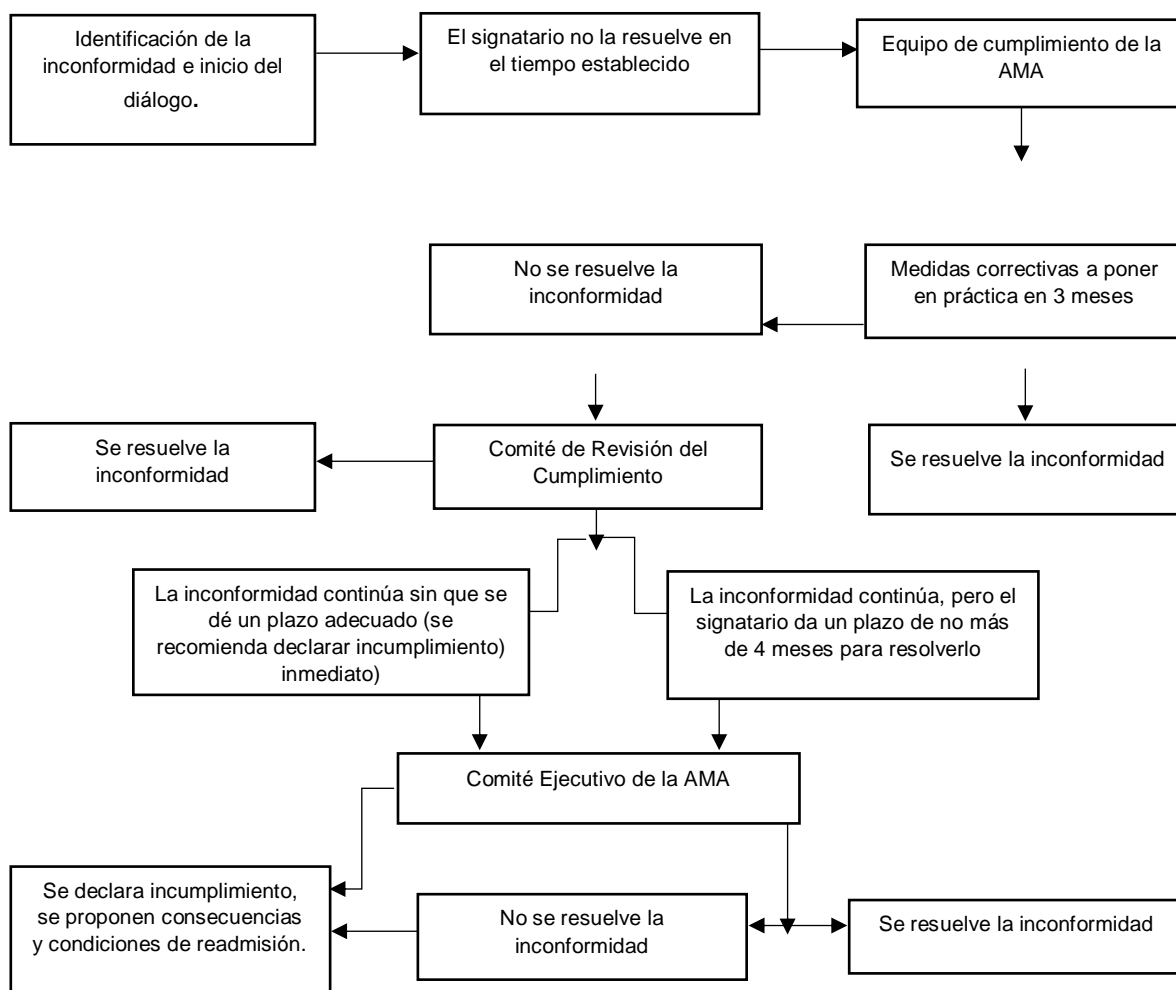 Identificación de la
inconformidad e inicio del
diálogo.
El signatario no la resuelve en
el tiempo establecido
Equipo de cumplimiento de la
AMA
No se resuelve la
inconformidad
Medidas correctivas a poner
en práctica en 3 meses
Se resuelve la
inconformidad
Comité de Revisión del
Cumplimiento
Se resuelve la inconformidad
La inconformidad continúa sin que se
dé un plazo adecuado (se
recomienda declarar incumplimiento)
inmediato)
La inconformidad continúa, pero el
signatario da un plazo de no más
de 4 meses para resolverlo
Comité Ejecutivo de la AMA
Se declara incumplimiento,
se proponen consecuencias
y condiciones de readmisión.
No se resuelve la
inconformidad
Se resuelve la inconformidad